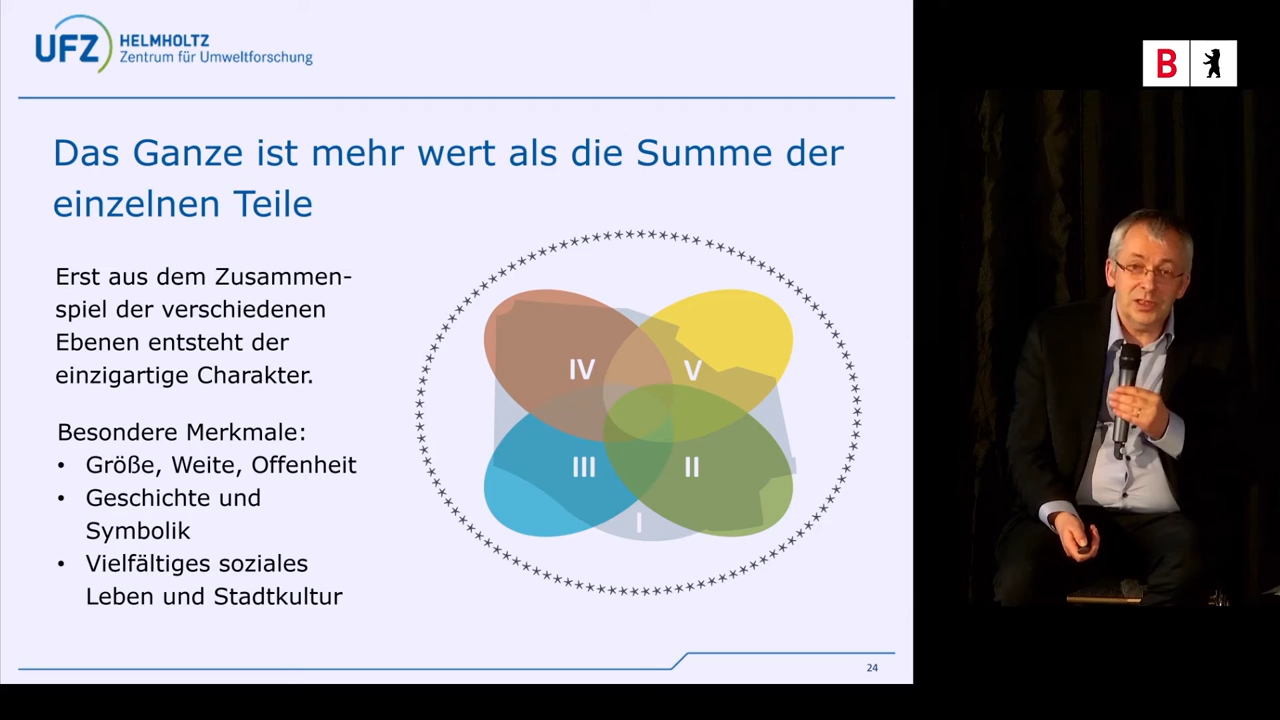 UFZ
HELMHOLTZ
Zentrum für Umweltforschung
B
Das Ganze ist mehr wert als die Summe der
einzelnen Teile
Erst aus dem Zusammen-
spiel der verschiedenen
Ebenen entsteht der
einzigartige Charakter.
Besondere Merkmale:
• Größe, Weite, Offenheit
• Geschichte und
Symbolik
• Vielfältiges soziales
Leben und Stadtkultur
IV
V
III
II
I
24